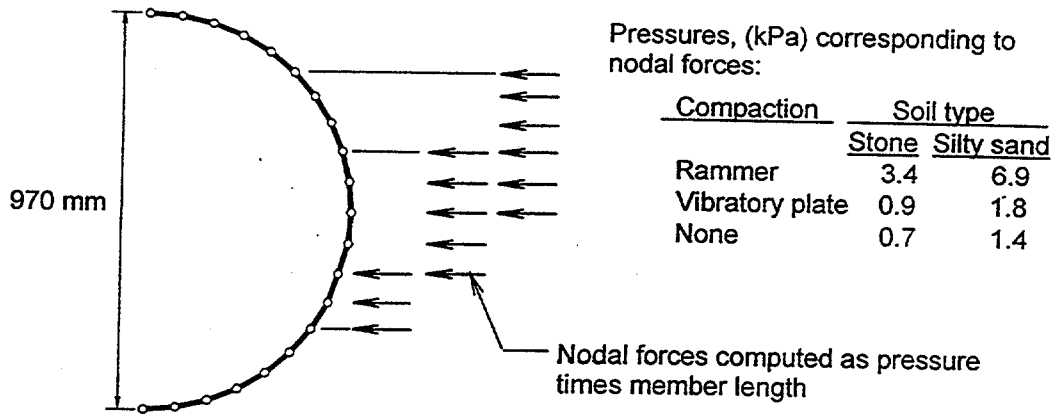 Pressures, (kPa) corresponding to
nodal forces:
Compaction Soil type
Stone Silty sand
Rammer 3.4 6.9
Vibratory plate 0.9 1.8
None 0.7 1.4
970 mm
Nodal forces computed as pressure
times member length